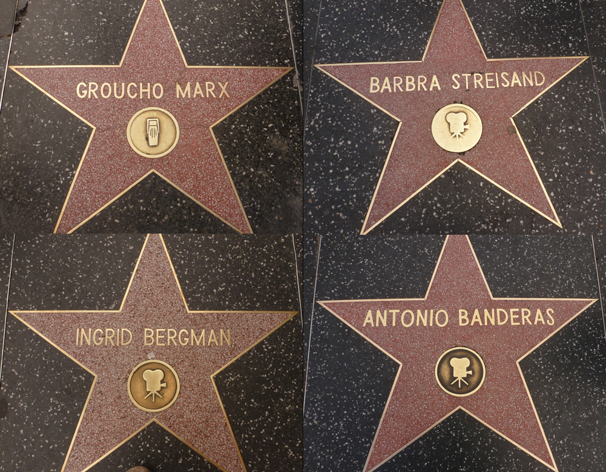 GROUCHO MARX
BARBRA STREISAND
INGRID BERGMAN
ANTONIO BANDERAS